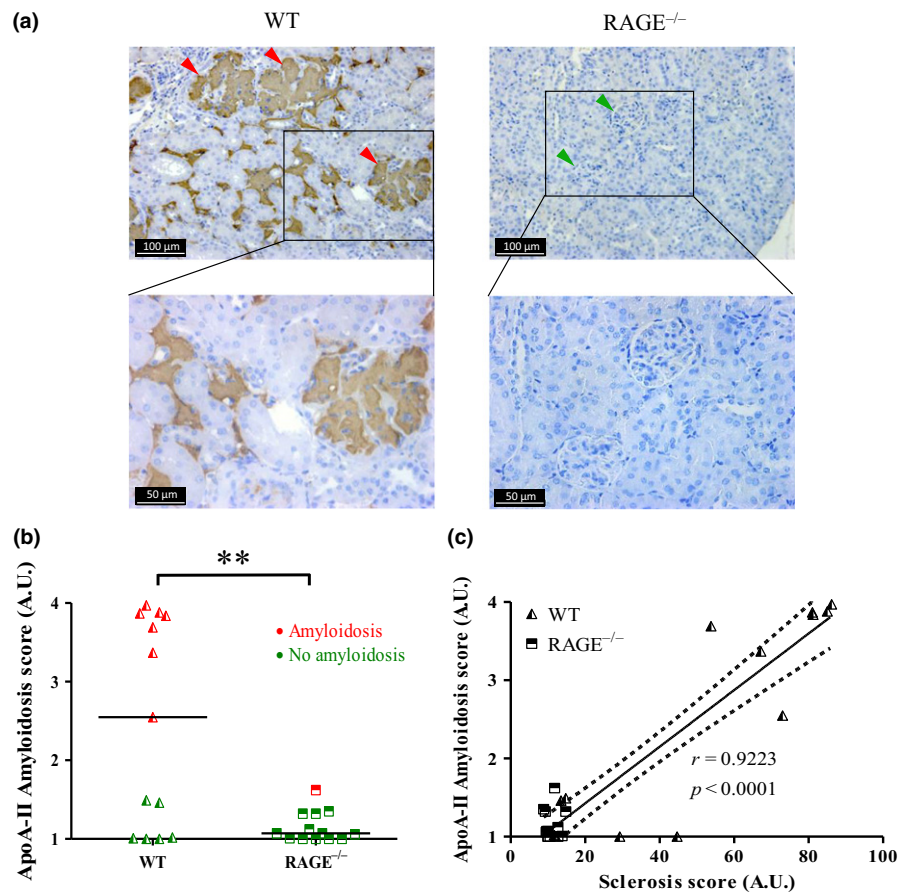 (a)
WT
RAGE−/−
100 μm
100 μm
50 μm
50 μm
(b)
**
ApoA-II Amyloidosis score (A.U.)
4
3
2
1
Amyloidosis
No amyloidosis
WT
RAGE−/−
(c)
ApoA-II Amyloidosis score (A.U.)
4
3
2
1
WT
RAGE−/−
r = 0.9223
p < 0.0001
0 20 40 60 80 100
Sclerosis score (A.U.)